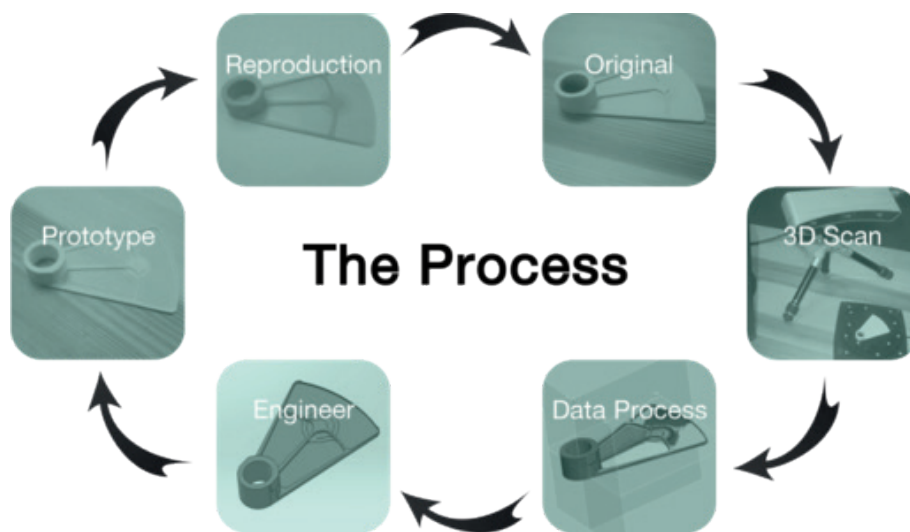 Reproduction
Original
Prototype
The Process
3D Scan
Engineer
Data Process